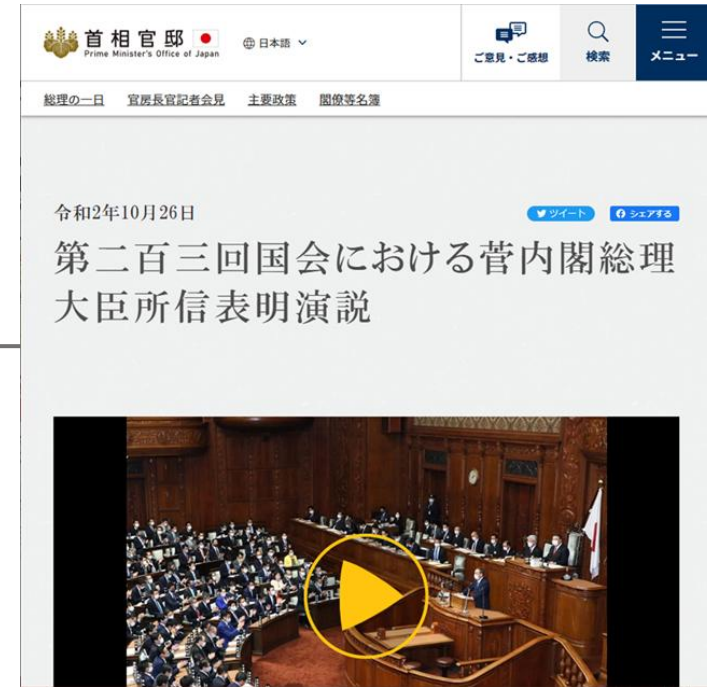 首相官邸
Prime Minister's Office of Japan
日本語
ご意見・ご感想
検索
メニュー
総理の一日 官房長官記者会見 主要政策 閣僚等名簿
令和2年10月26日
ツイート
シェアする
第二百三回国会における菅内閣総理
大臣所信表明演説